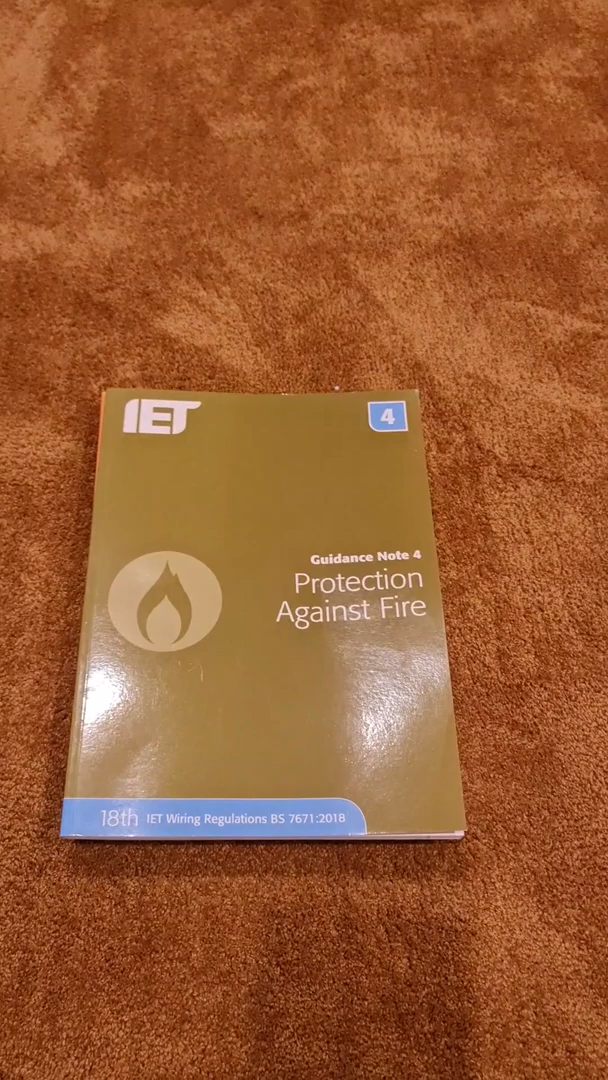 IET
4
Guidance Note 4
Protection
Against Fire
18th IET Wiring Regulations BS 7671:2018